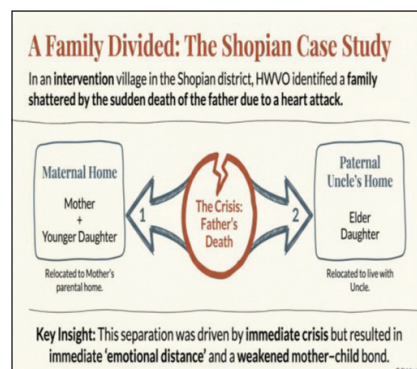 A Family Divided: The Shopian Case Study
In an intervention village in the Shopian district, HWVO identified a family
shattered by the sudden death of the father due to a heart attack.
Maternal Home
Mother
+
Younger Daughter
Relocated to Mother's
parental home.
1
The Crisis:
Father's
Death
2
Paternal
Uncle's Home
Elder
Daughter
Relocated to live with
Uncle.
Key Insight: This separation was driven by immediate crisis but resulted in
immediate 'emotional distance' and a weakened mother–child bond.